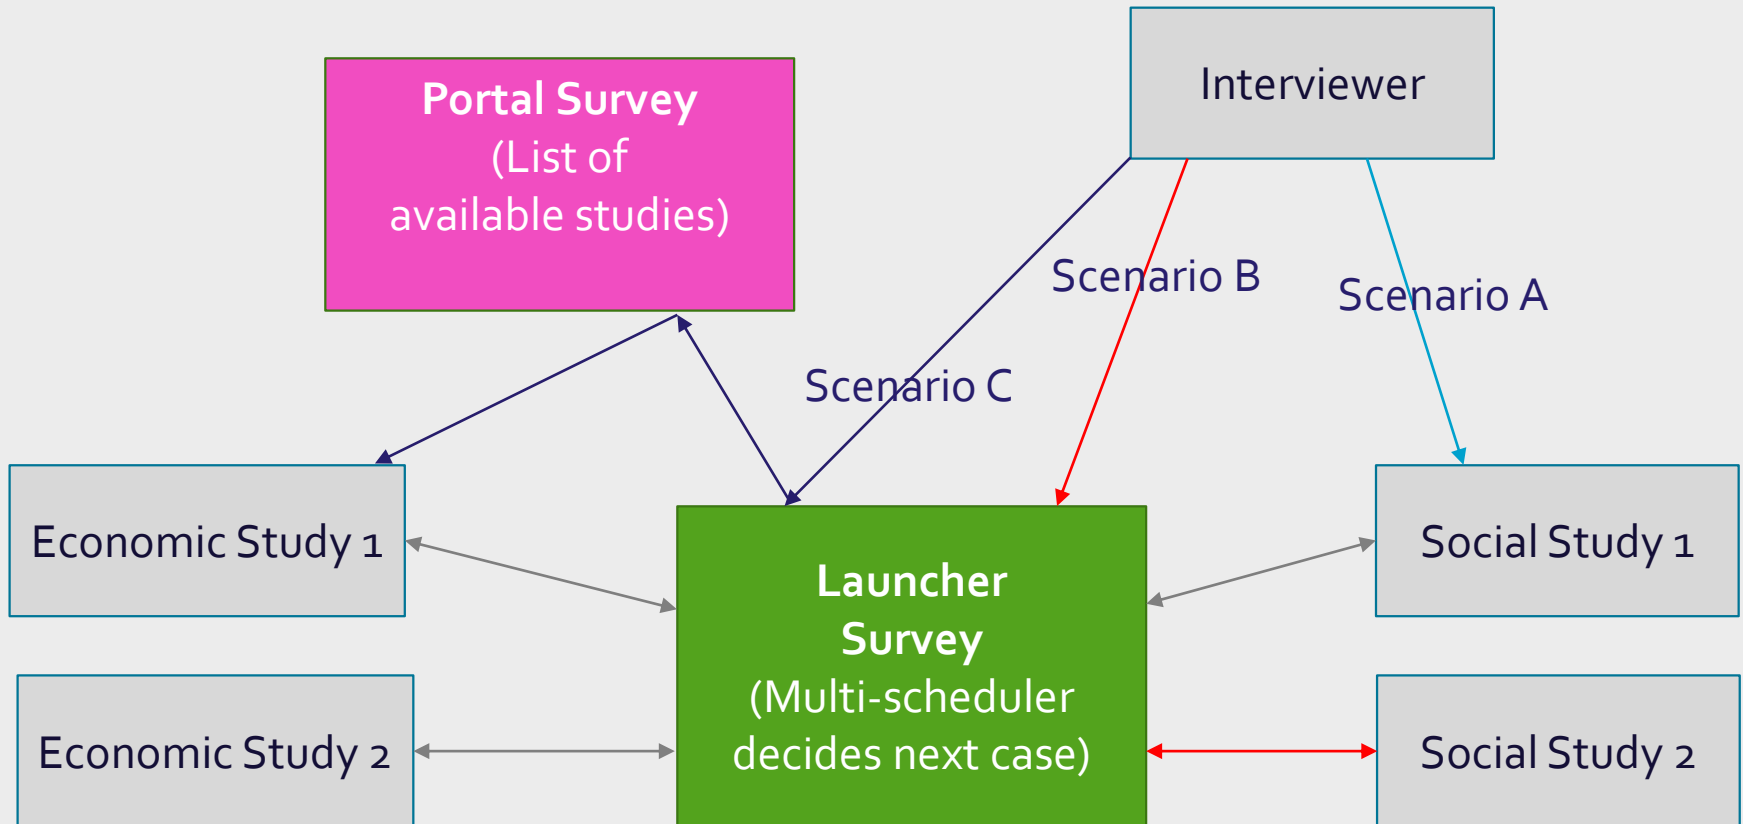 Portal Survey
(List of
available studies)
Interviewer
Scenario B
Scenario A
Scenario C
Economic Study 1
Launcher
Survey
(Multi-scheduler
decides next case)
Social Study 1
Economic Study 2
Social Study 2